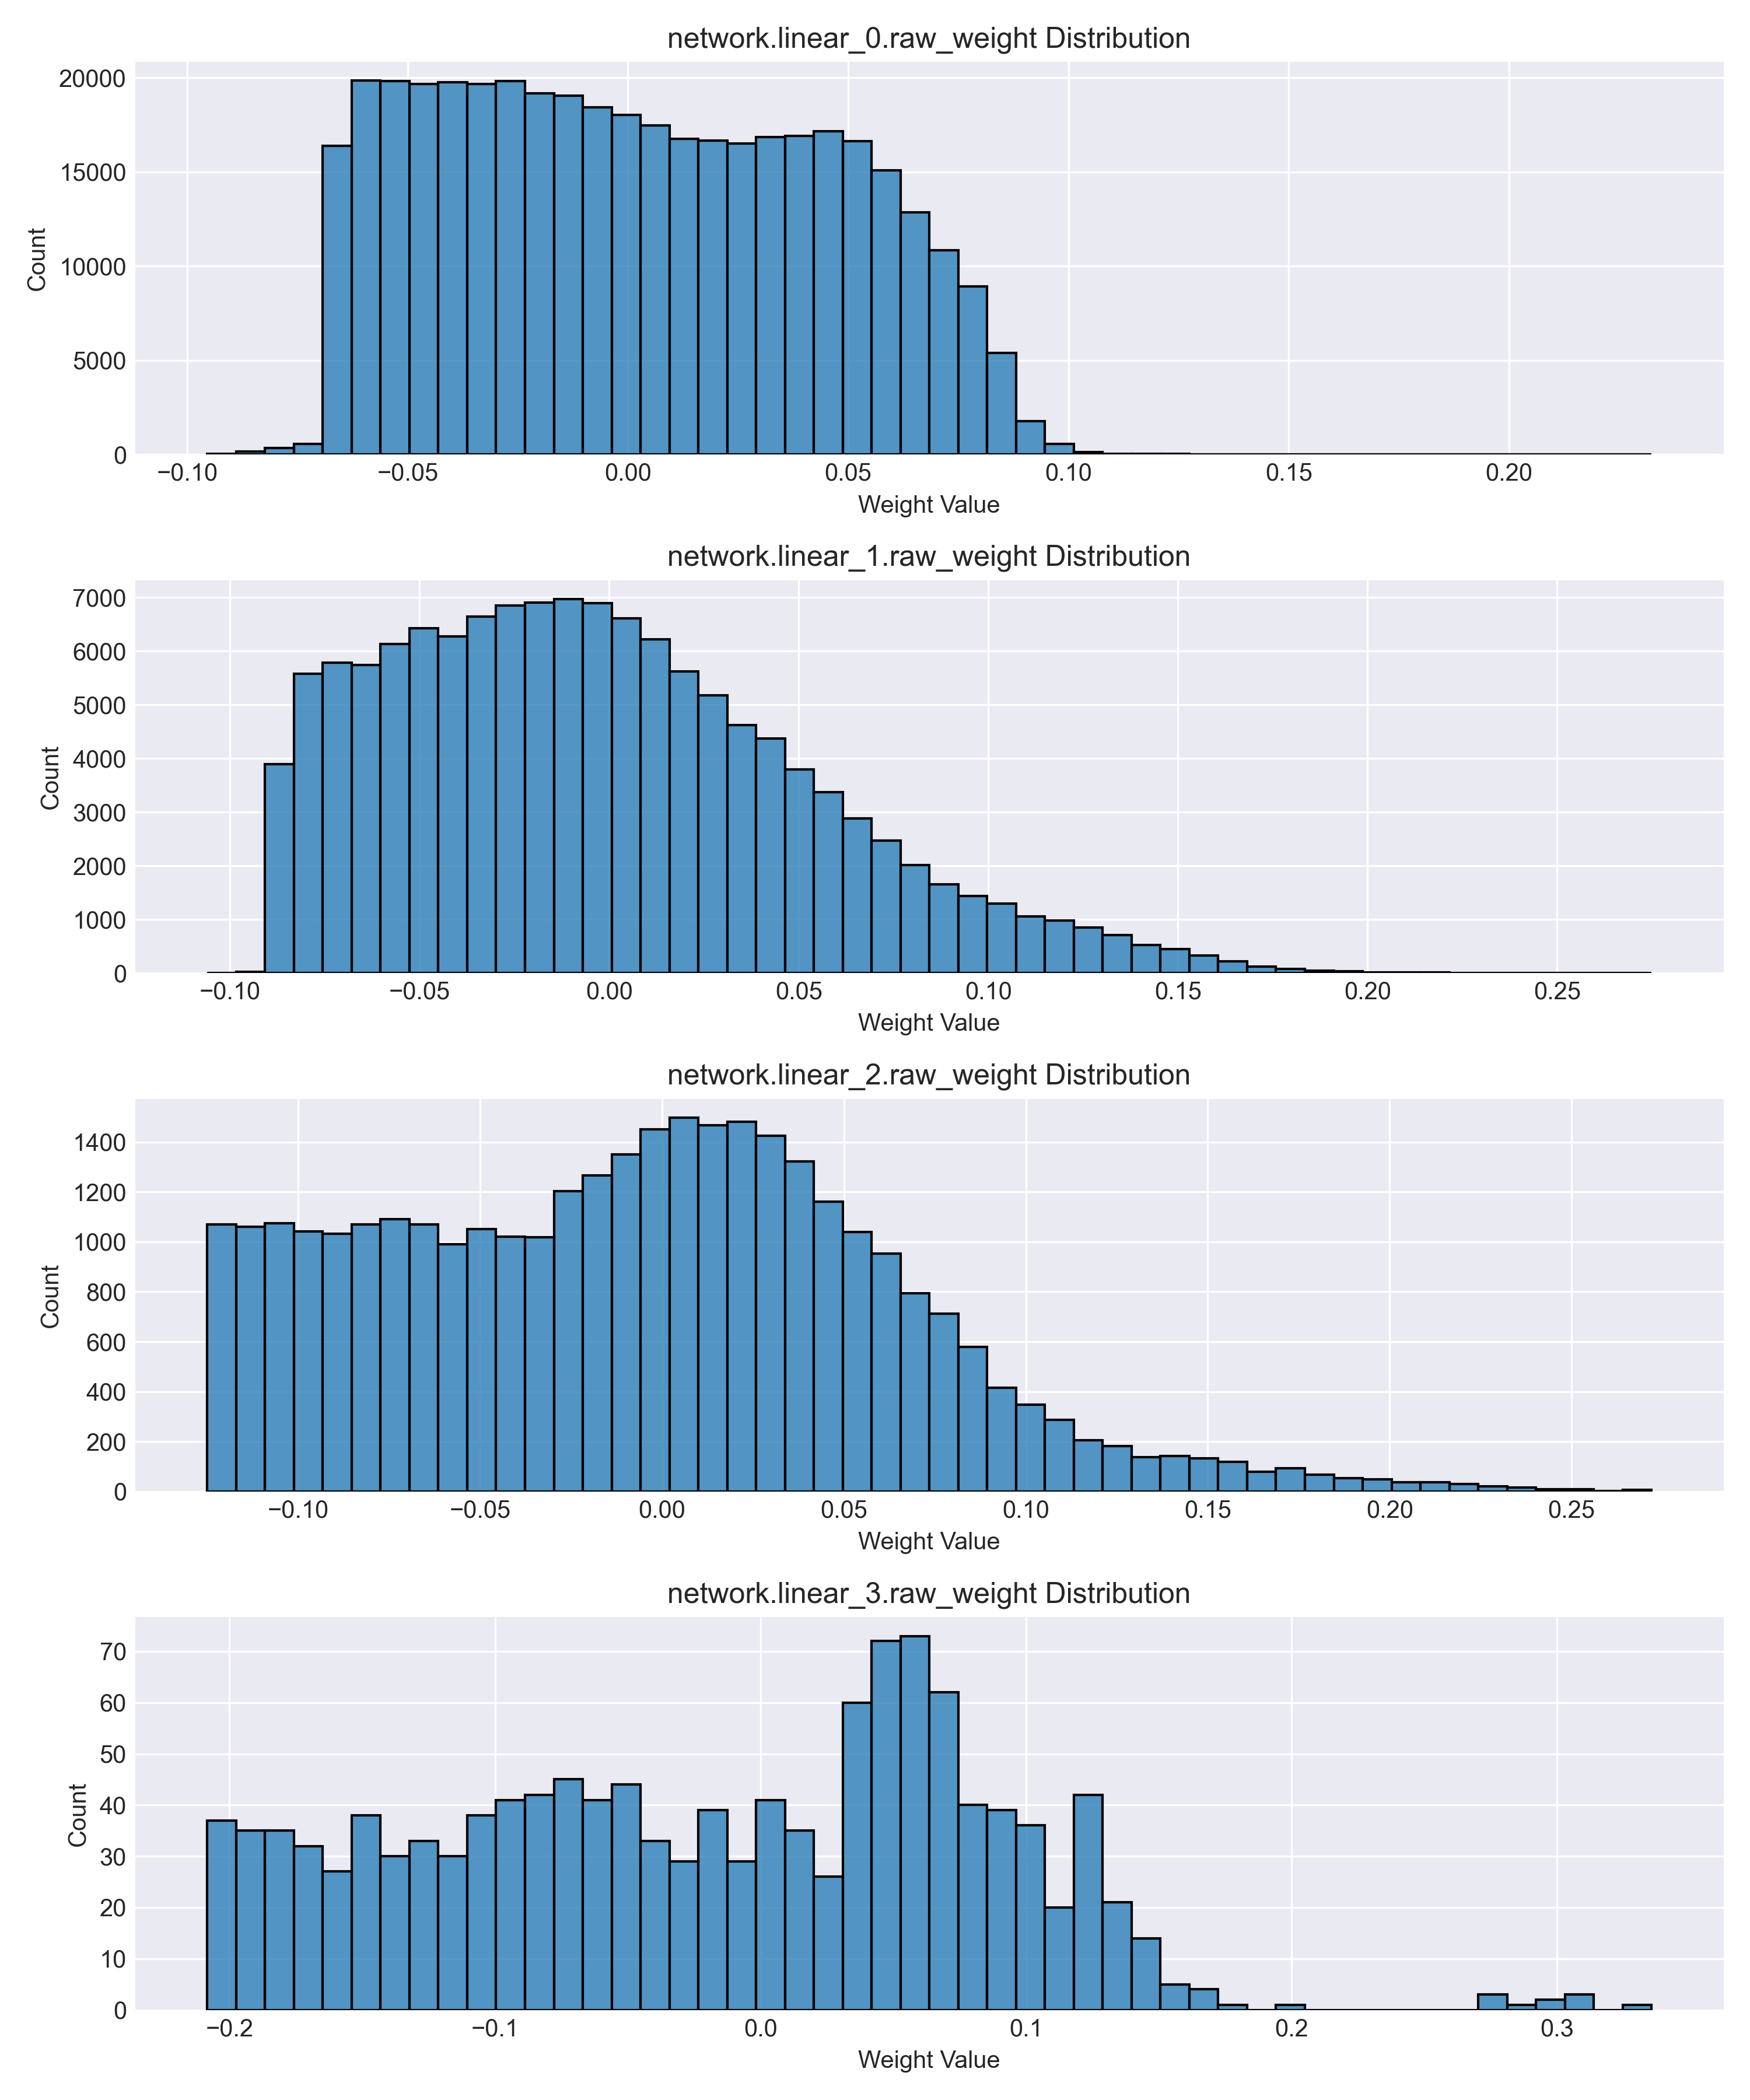 network.linear_0.raw_weight Distribution
20000
15000
10000
5000
0
Count
−0.10 −0.05 0.00 0.05 0.10 0.15 0.20
Weight Value
network.linear_1.raw_weight Distribution
7000
6000
5000
4000
3000
2000
1000
0
Count
−0.10 −0.05 0.00 0.05 0.10 0.15 0.20 0.25
Weight Value
network.linear_2.raw_weight Distribution
1400
1200
1000
800
600
400
200
0
Count
−0.10 −0.05 0.00 0.05 0.10 0.15 0.20 0.25
Weight Value
network.linear_3.raw_weight Distribution
70
60
50
40
30
20
10
0
Count
−0.2 −0.1 0.0 0.1 0.2 0.3
Weight Value